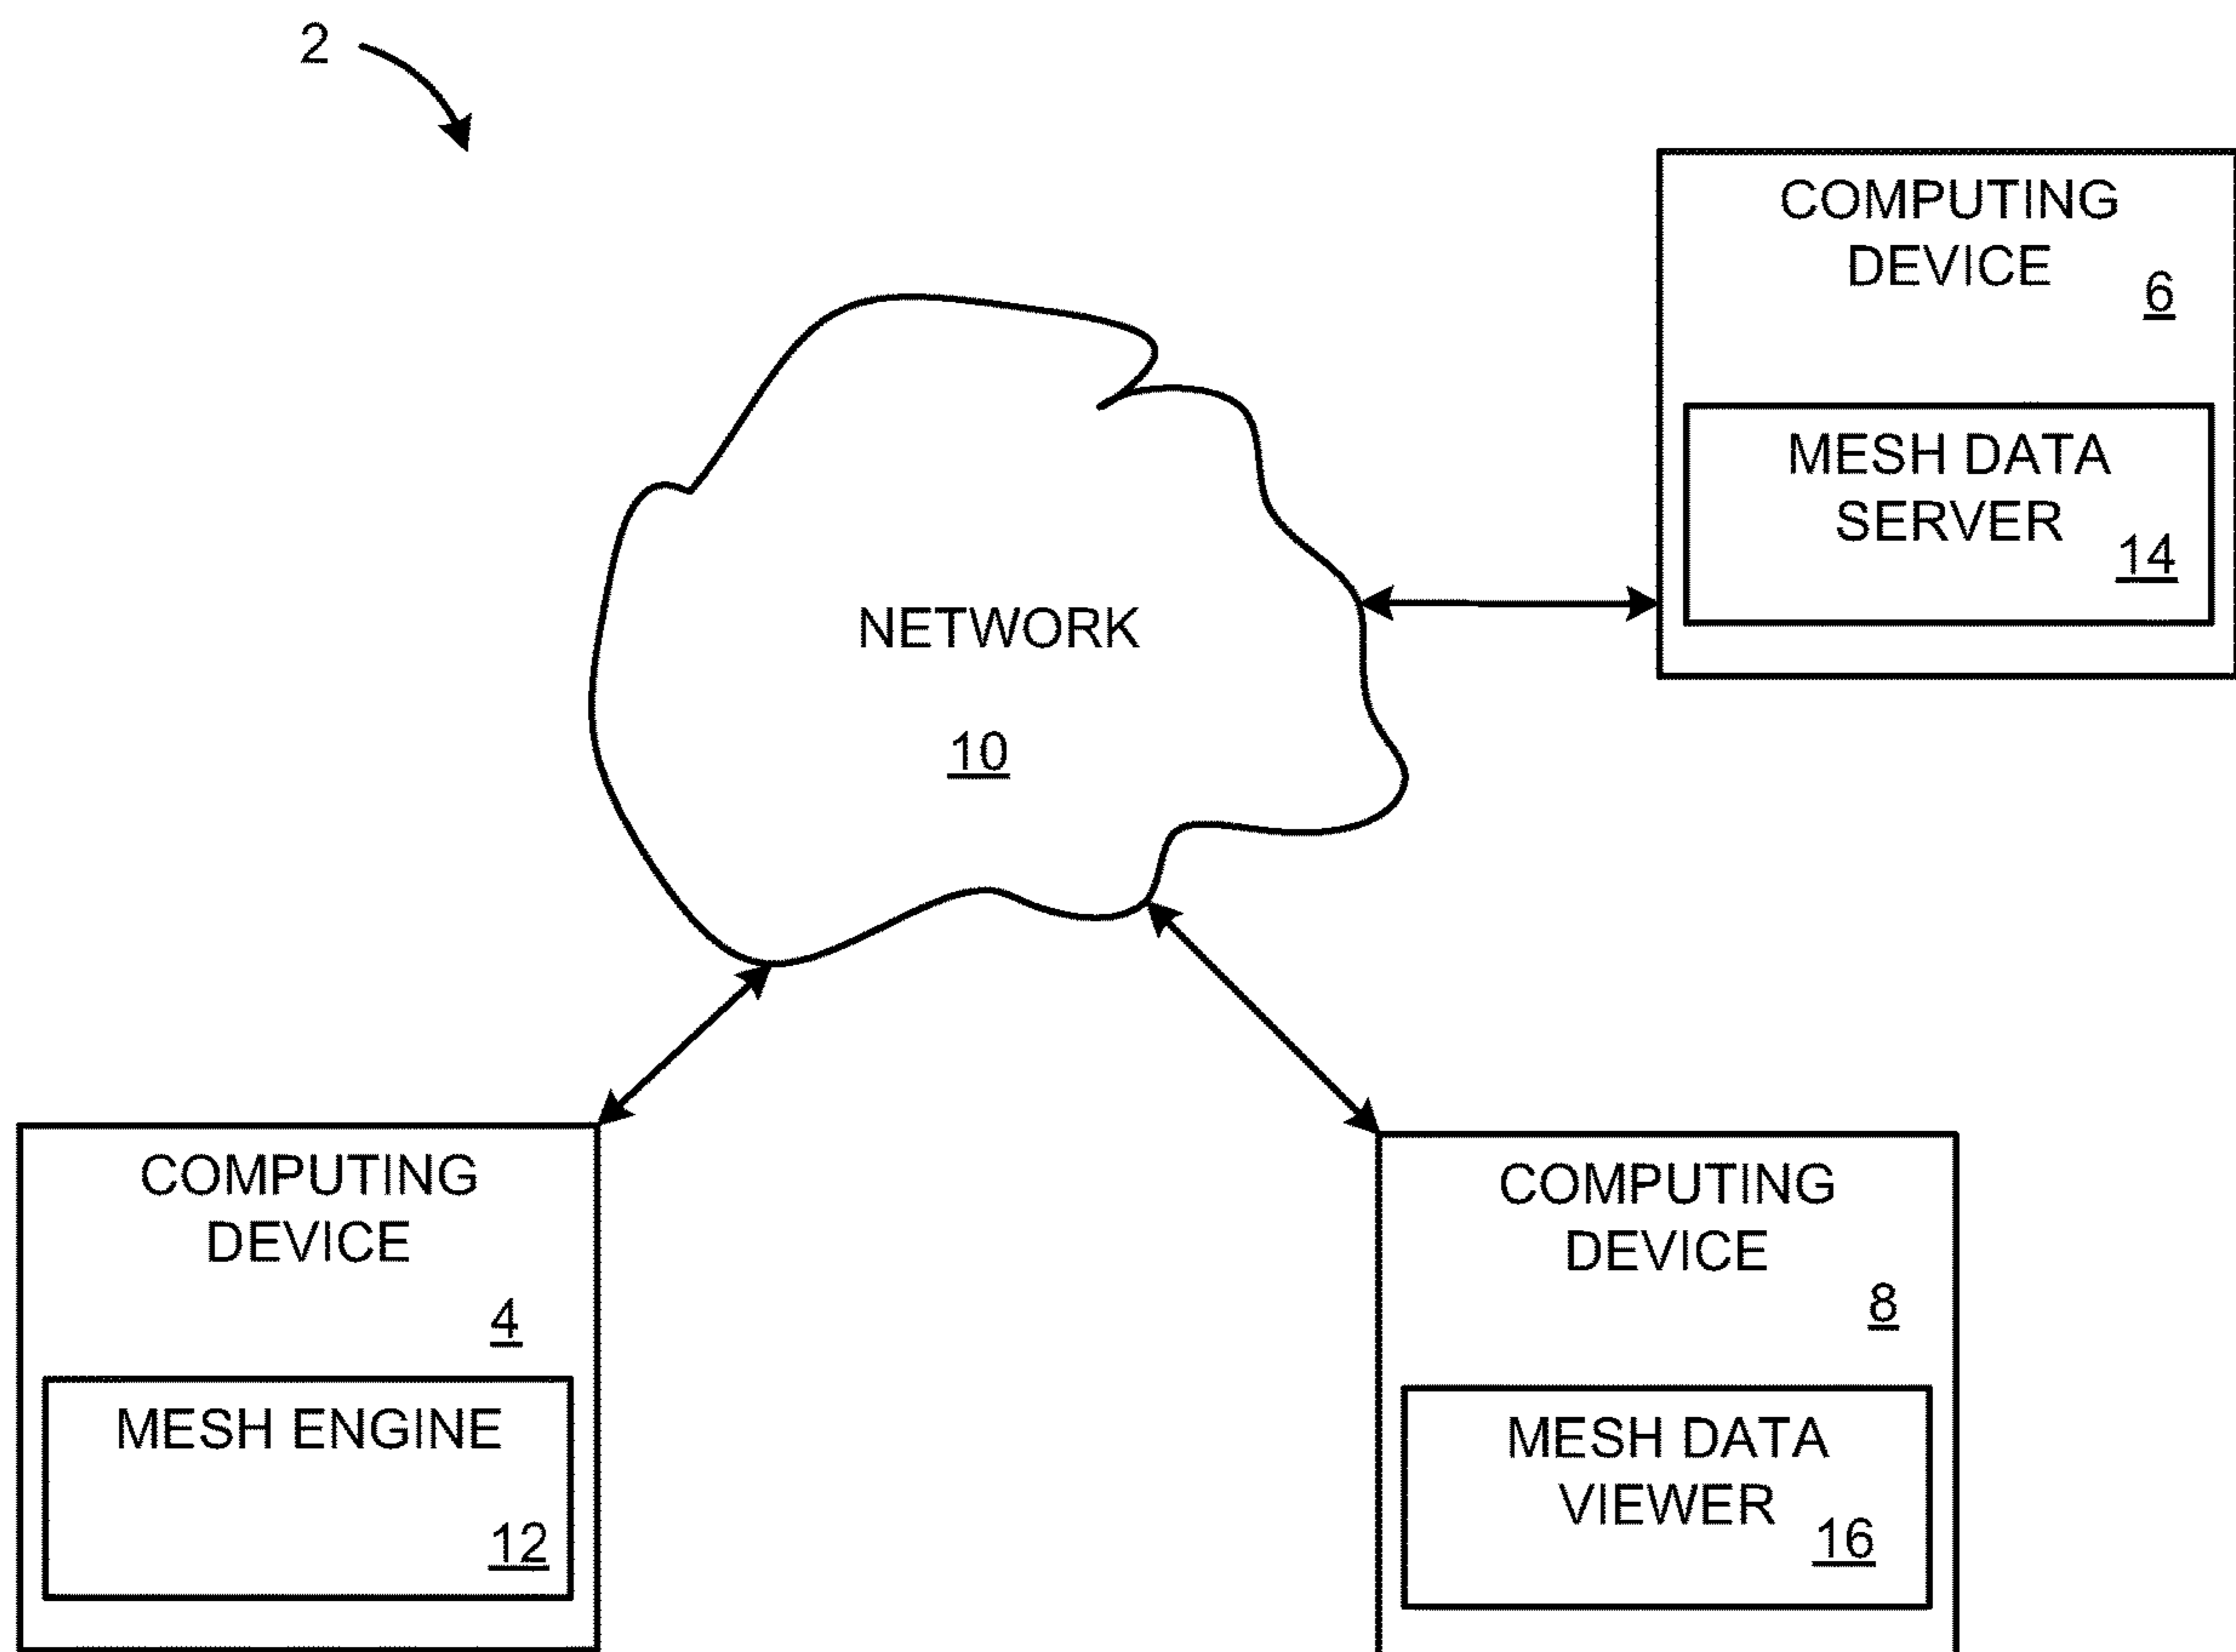 2
COMPUTING
DEVICE
6
MESH DATA
SERVER
14
NETWORK
10
COMPUTING
DEVICE
4
MESH ENGINE
12
COMPUTING
DEVICE
8
MESH DATA
VIEWER
16